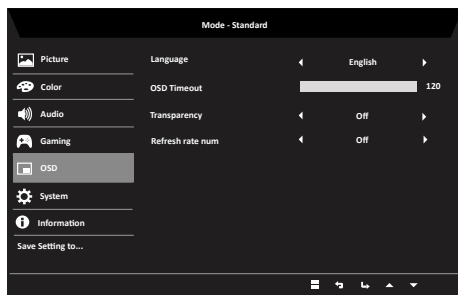 Mode - Standard
Picture
Language
English
Color
OSD Timeout
120
Audio
Transparency
Off
Gaming
Refresh rate num
Off
OSD
System
Information
Save Setting to...